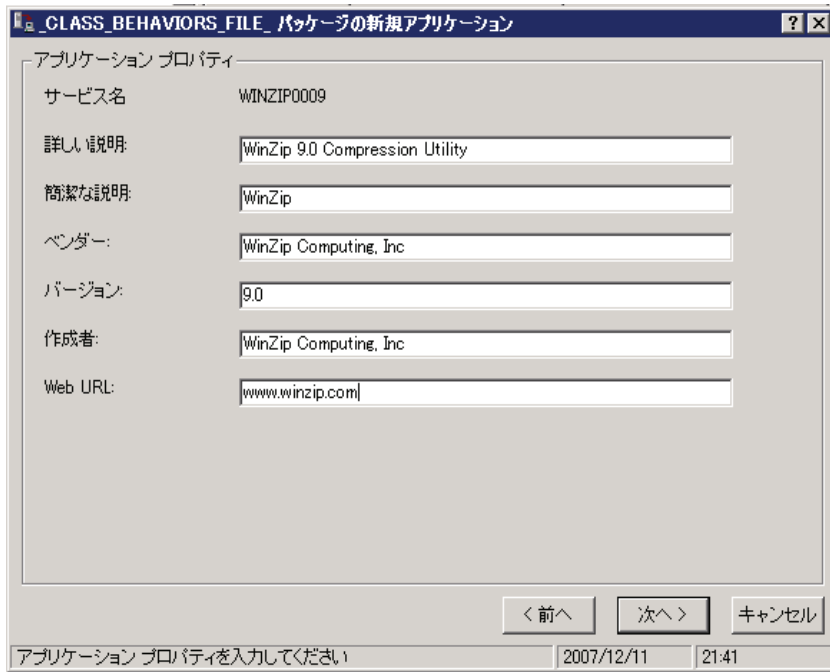 _CLASS_BEHAVIORS_FILE_ パッケージの新規アプリケーション
アプリケーション プロパティ
サービス名 WINZIP0009
詳しい説明: WinZip 9.0 Compression Utility
簡潔な説明: WinZip
ベンダー: WinZip Computing, Inc
バージョン: 9.0
作成者: WinZip Computing, Inc
Web URL: www.winzip.com
< 前へ 次へ > キャンセル
アプリケーション プロパティを入力してください 2007/12/11 21:41